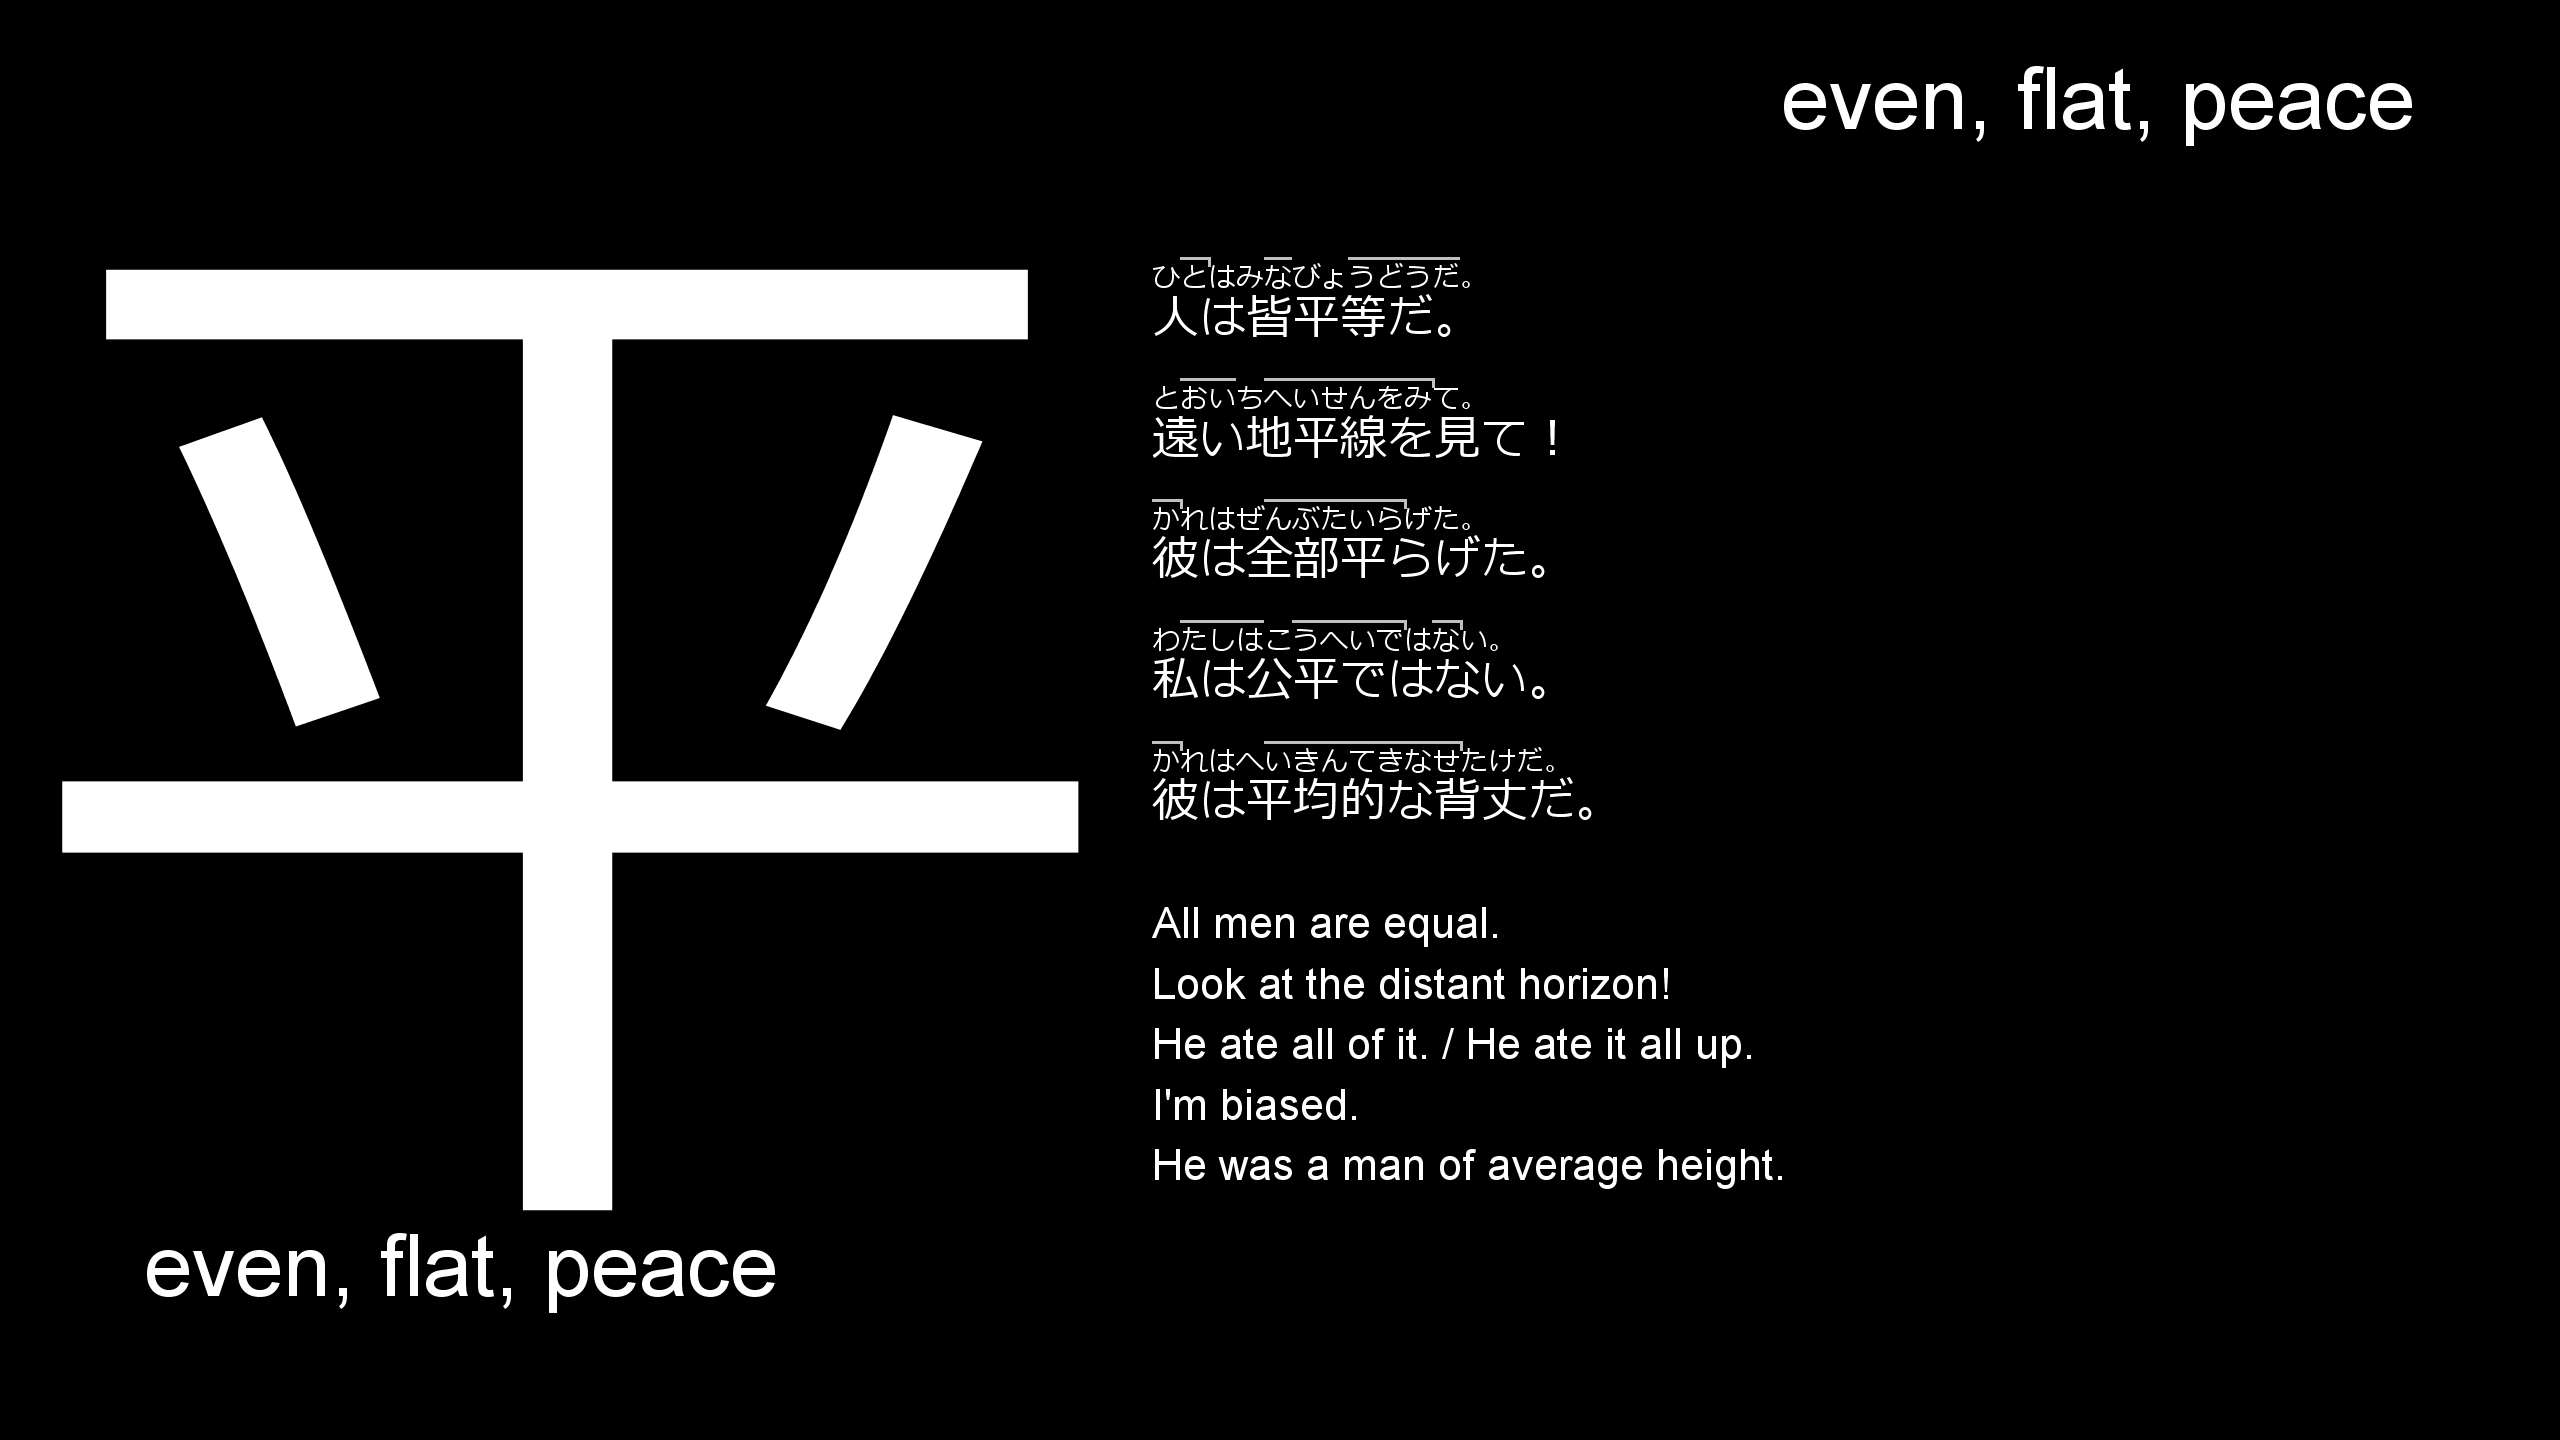 even, flat, peace
平
ひとはみなびょうどうだ。
人は皆平等だ。
とおいちへいせんをみて。
遠い地平線を見て！
かれはぜんぶたいらげた。
彼は全部平らげた。
わたしはこうへいではない。
私は公平ではない。
かれはへいきんてきなせたけだ。
彼は平均的な背丈だ。
All men are equal.
Look at the distant horizon!
He ate all of it. / He ate it all up.
I'm biased.
He was a man of average height.
even, flat, peace